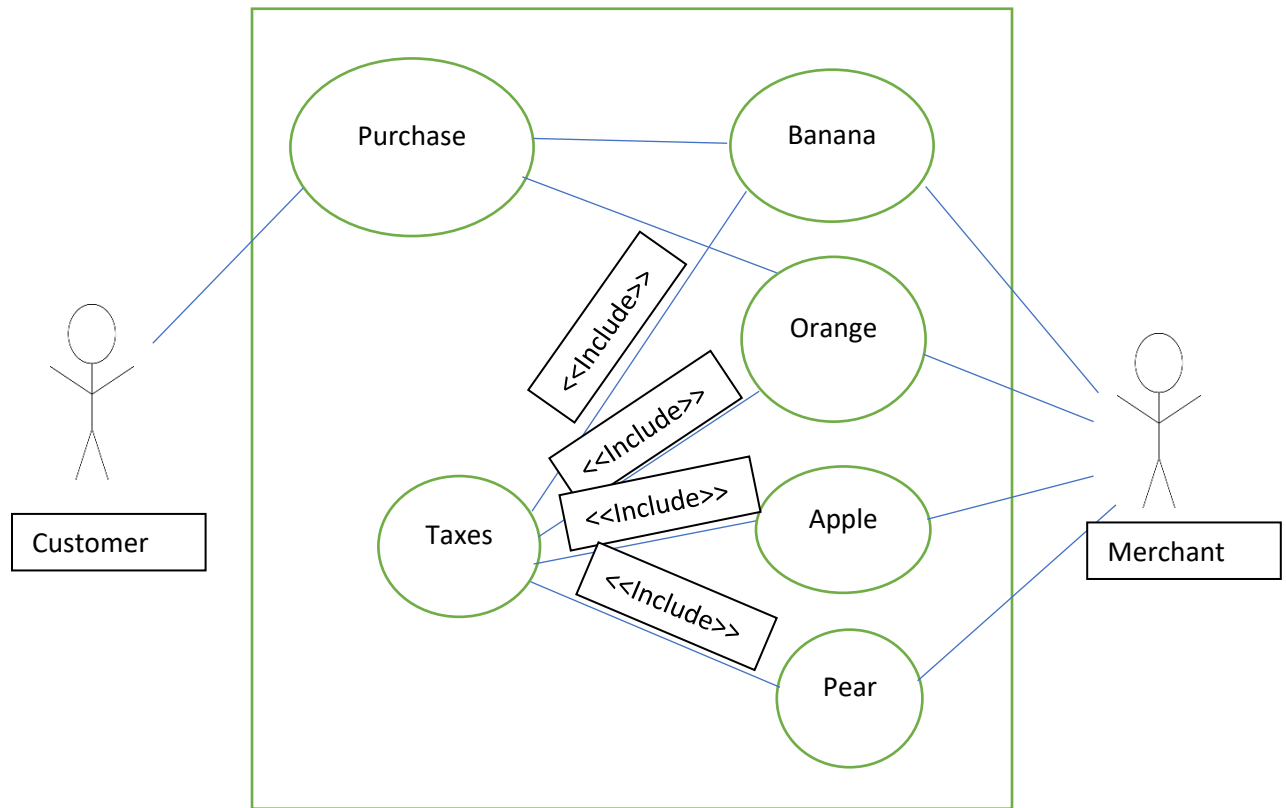 Purchase
Banana
<<Include>>
Orange
<<Include>>
<<Include>>
Apple
Taxes
Customer
Merchant
<<Include>>
Pear